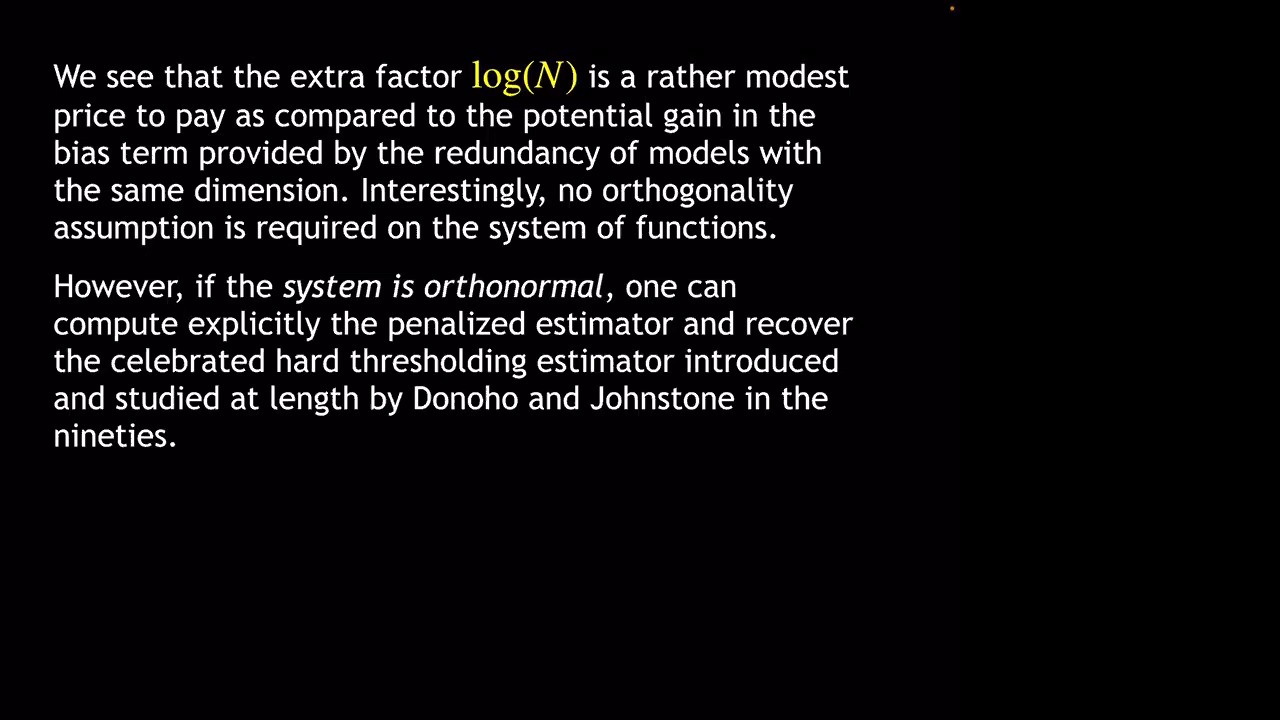 We see that the extra factor log(N) is a rather modest
price to pay as compared to the potential gain in the
bias term provided by the redundancy of models with
the same dimension. Interestingly, no orthogonality
assumption is required on the system of functions.
However, if the system is orthonormal, one can
compute explicitly the penalized estimator and recover
the celebrated hard thresholding estimator introduced
and studied at length by Donoho and Johnstone in the
nineties.